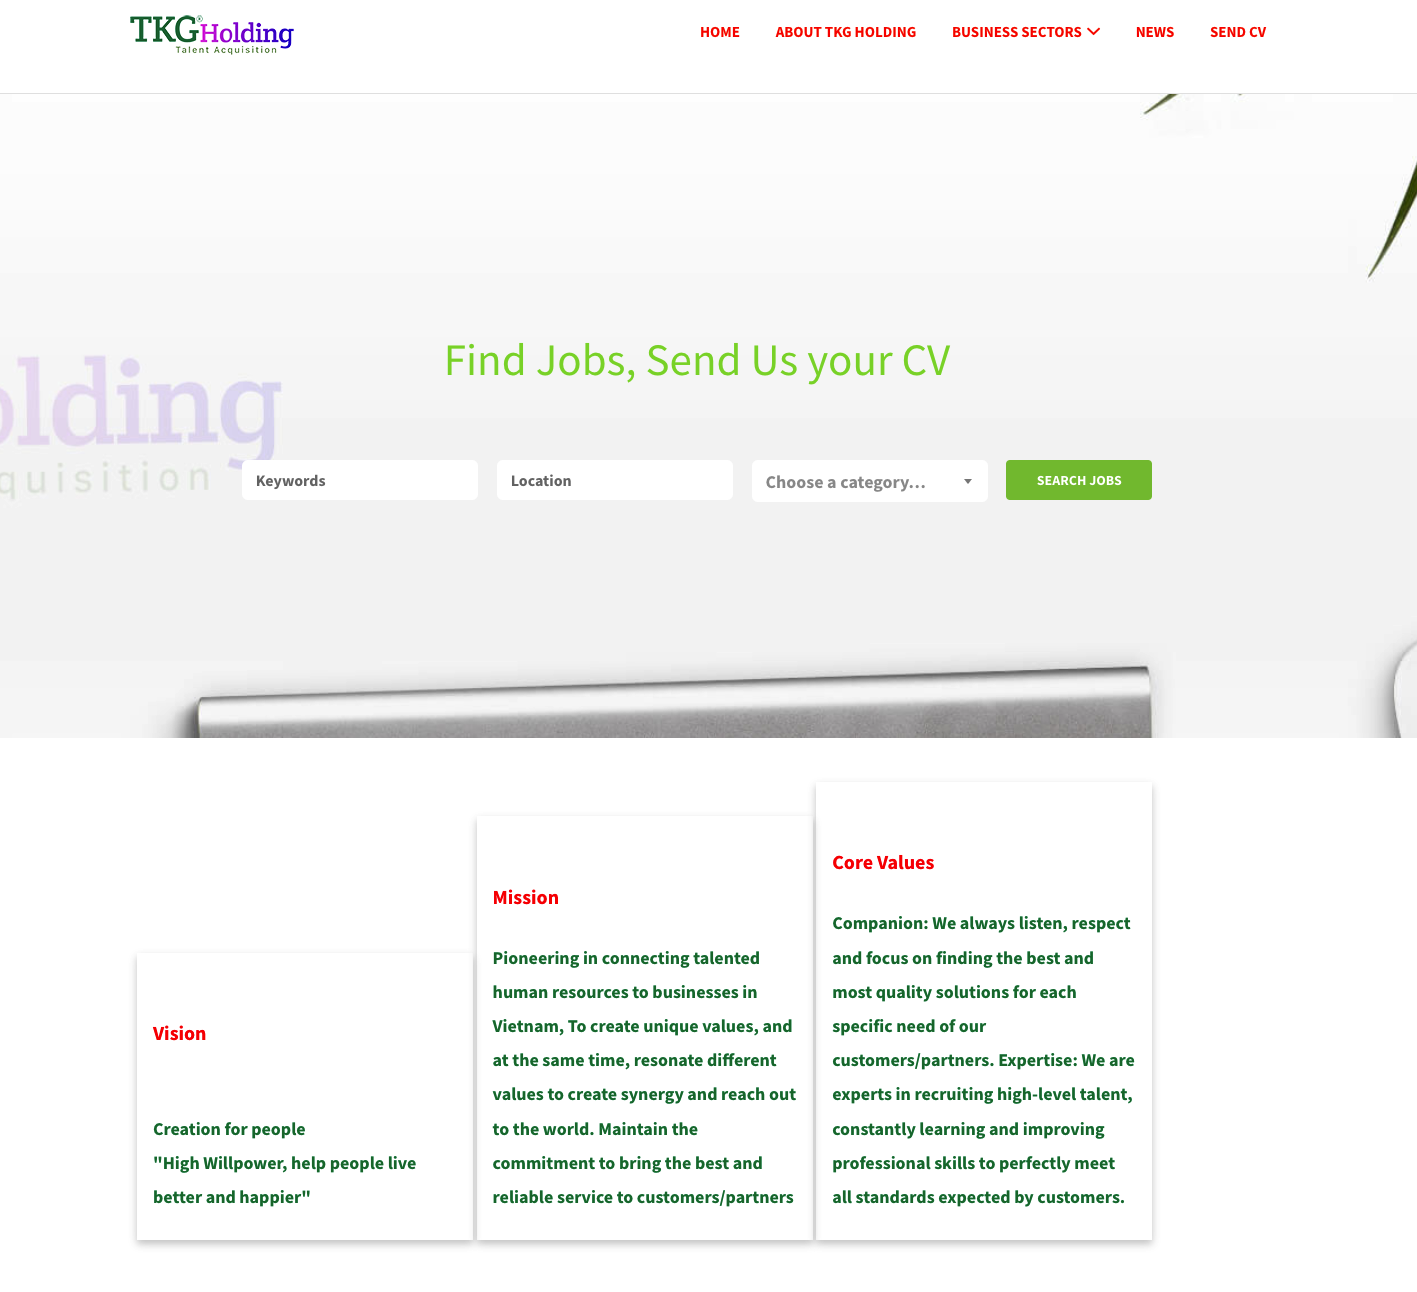 TKG® Holding
Talent Acquisition
HOME
ABOUT TKG HOLDING
BUSINESS SECTORS
NEWS
SEND CV
Find Jobs, Send Us your CV
olding
quisition
Keywords
Location
Choose a category...
SEARCH JOBS
Vision
Creation for people
"High Willpower, help people live
better and happier"
Mission
Pioneering in connecting talented
human resources to businesses in
Vietnam, To create unique values, and
at the same time, resonate different
values to create synergy and reach out
to the world. Maintain the
commitment to bring the best and
reliable service to customers/partners
Core Values
Companion: We always listen, respect
and focus on finding the best and
most quality solutions for each
specific need of our
customers/partners. Expertise: We are
experts in recruiting high-level talent,
constantly learning and improving
professional skills to perfectly meet
all standards expected by customers.